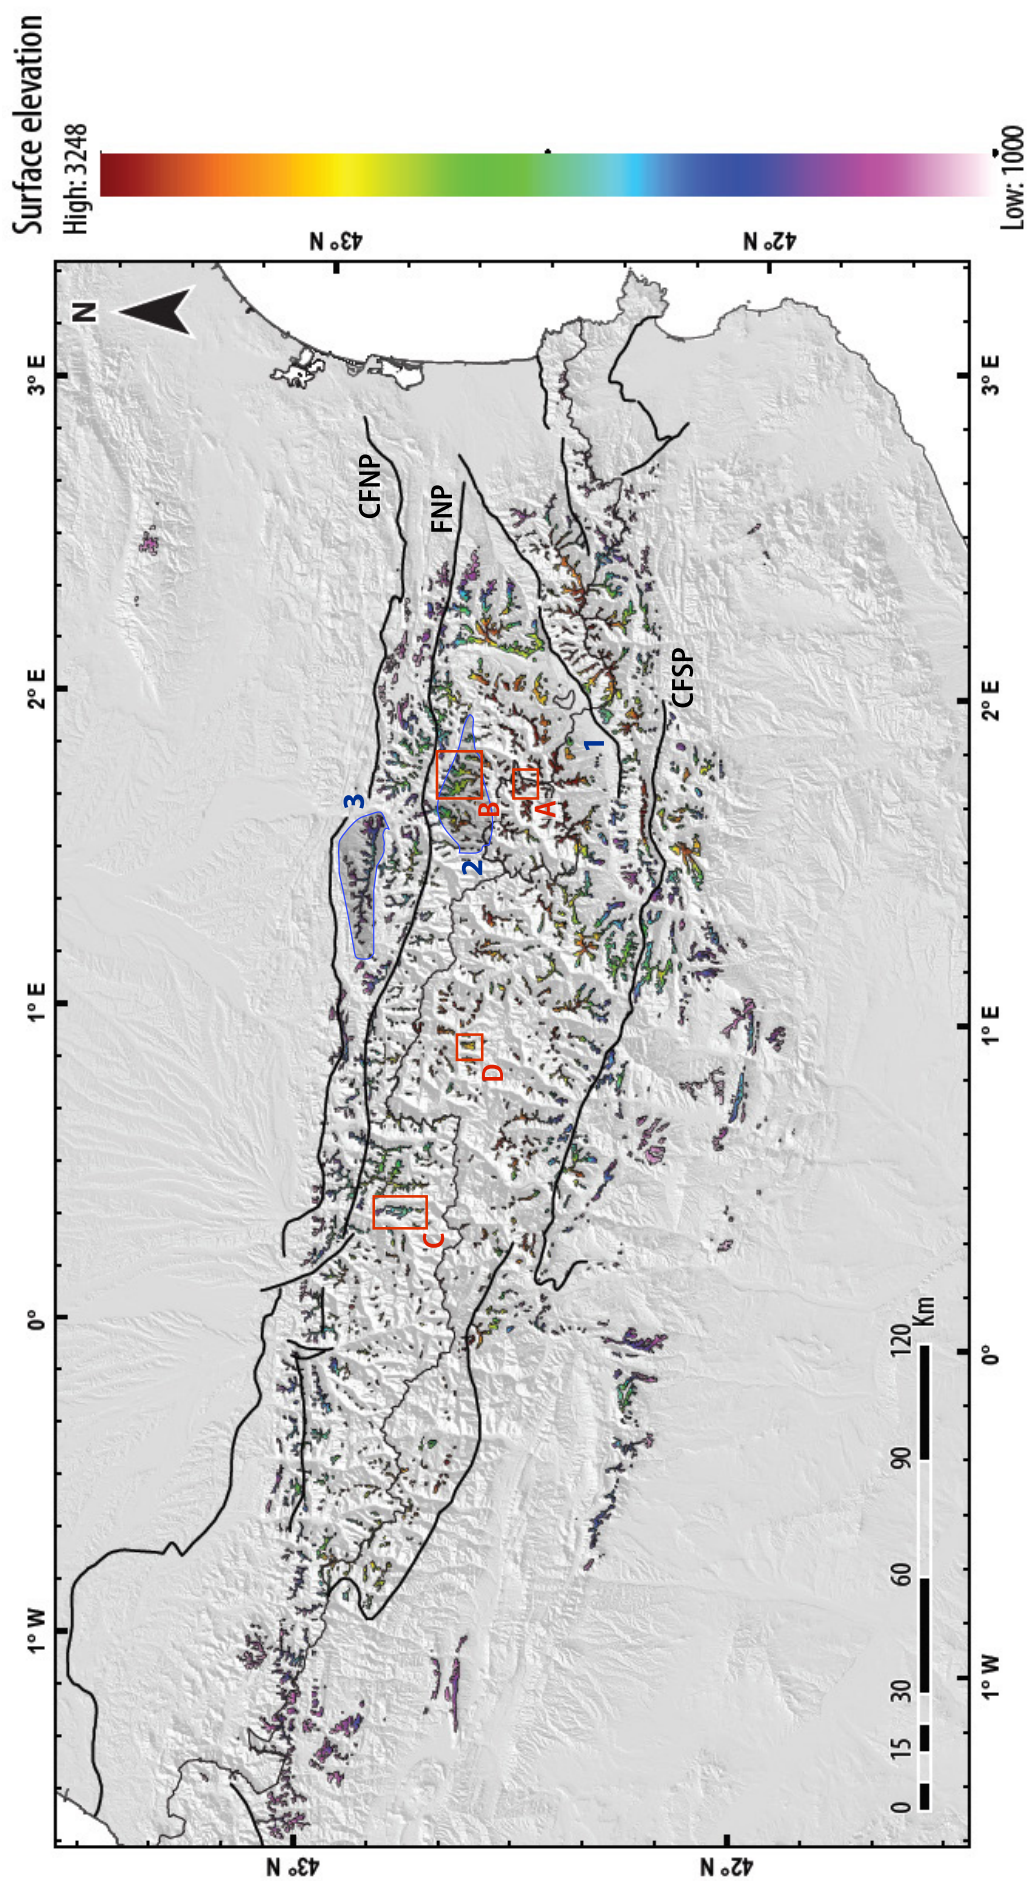 Surface elevation
High: 3248
Low: 1000
43° N
42° N
N
3° E
2° E
1° E
0°
1° W
3° E
2° E
1° E
0°
1° W
43° N
42° N
CFNP
FNP
CFSP
3
2
1
B
A
D
C
0 15 30 60 90 120
Km